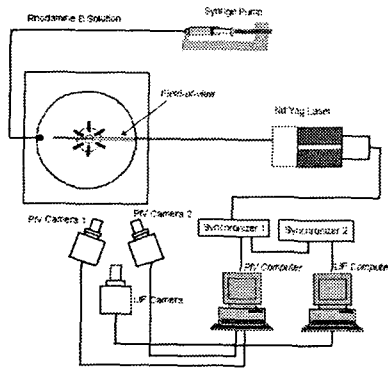 Syringe Pump
Rhodamine B Solution
Field-of-view
Nd:Yag Laser
PIV Camera 1
PIV Camera 2
Synchronizer 1
Synchronizer 2
LIF Camera
PIV Computer
LIF Compute